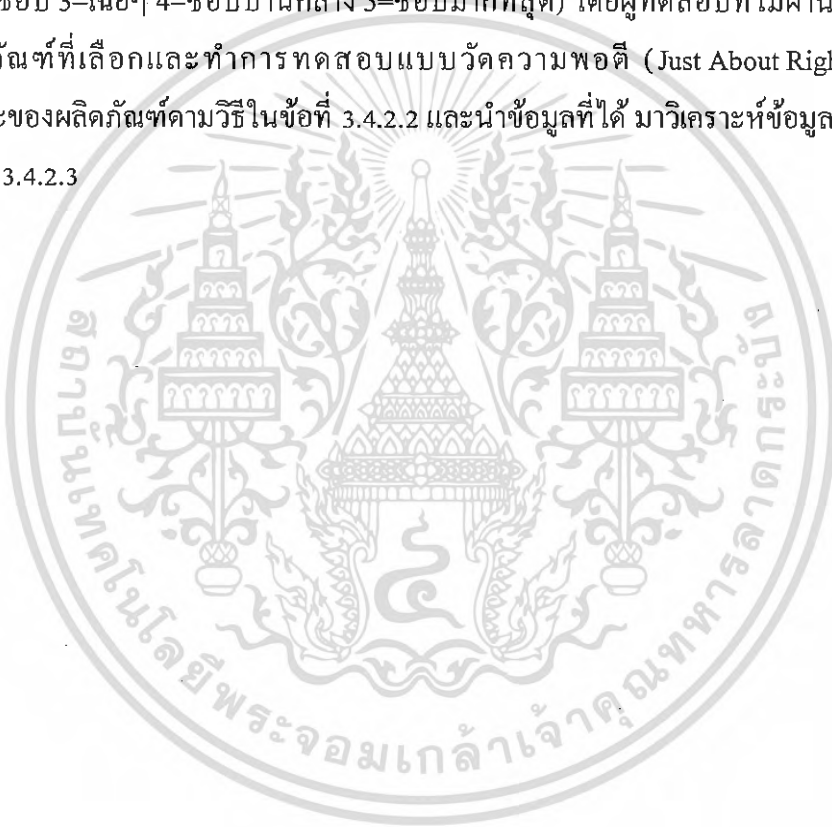 ชอบ 3=เฉยๆ 4=ชอบปานกลาง 5=ชอบมากที่สุด) โดยผู้ทดสอบที่ไม่ผ่าน
ัณฑ์ที่เลือกและทำการทดสอบแบบวัดความพอดี (Just About Righ
ะของผลิตภัณฑ์ตามวิธีในข้อที่ 3.4.2.2 และนำข้อมูลที่ได้ มาวิเคราะห์ข้อมูล
3.4.2.3
สถาบันเทคโนโลยีพระจอมเกล้าเจ้าคุณทหารลาดกระบัง